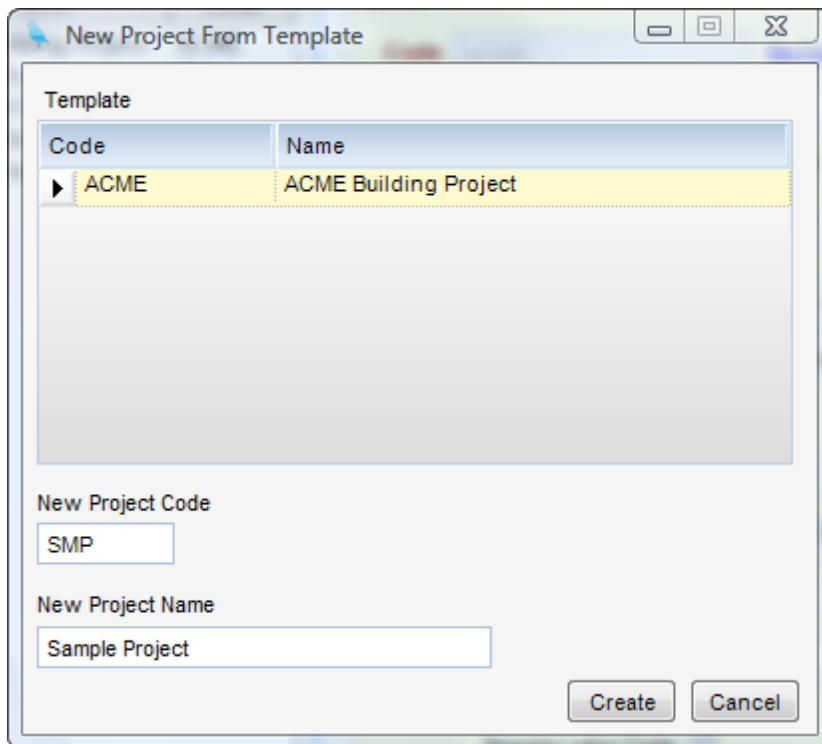 New Project From Template
Template
Code Name
ACME ACME Building Project
New Project Code
SMP
New Project Name
Sample Project
Create Cancel